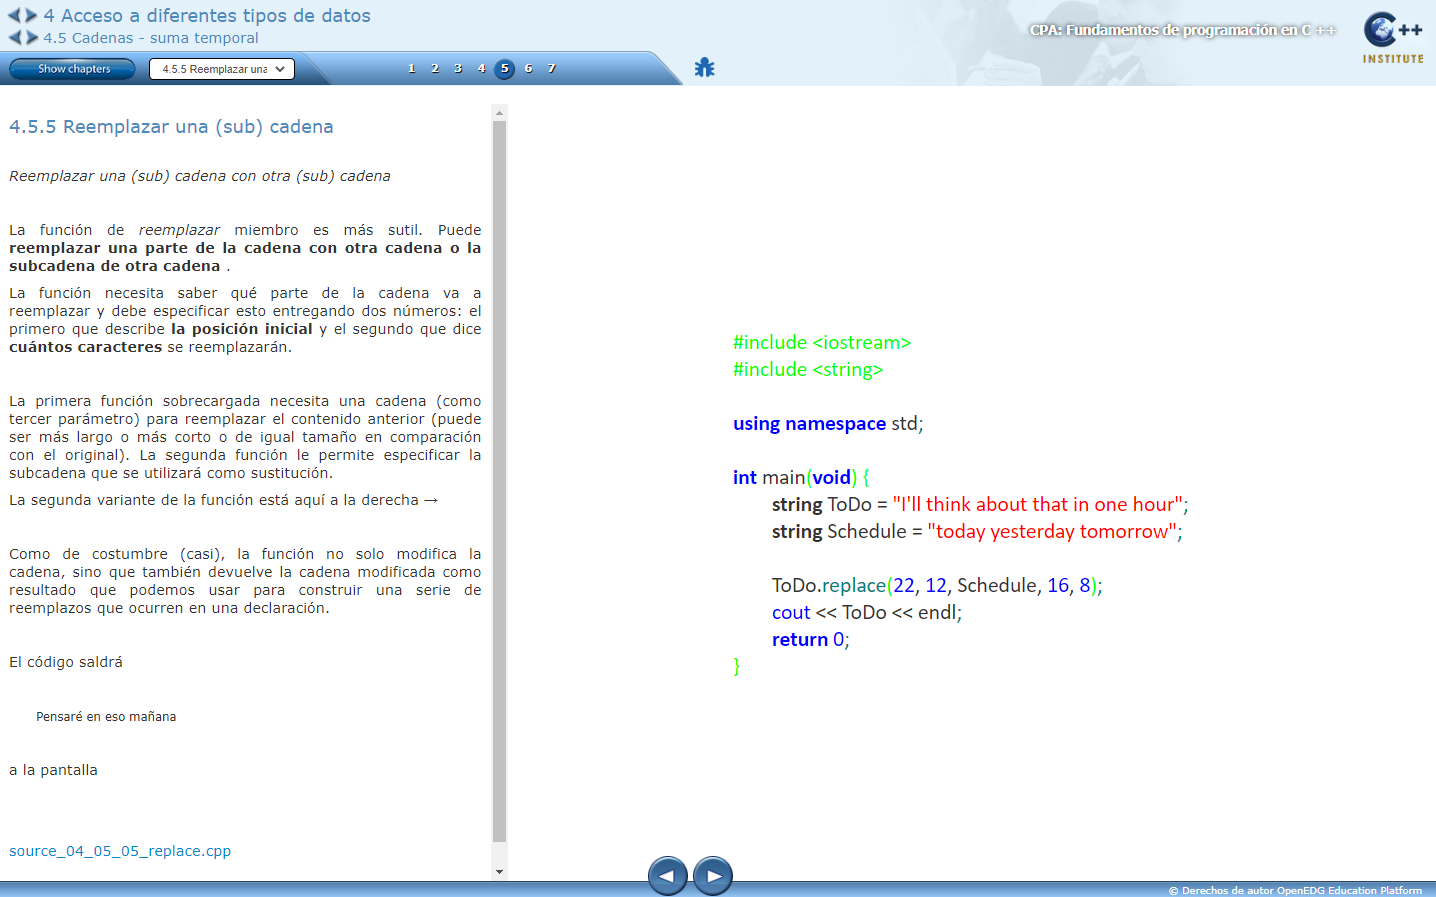 4 Acceso a diferentes tipos de datos
4.5 Cadenas - suma temporal
CPA: Fundamentos de programación en C ++
C++
INSTITUTE
Show chapters
4.5.5 Reemplazar una
1 2 3 4 5 6 7
4.5.5 Reemplazar una (sub) cadena
Reemplazar una (sub) cadena con otra (sub) cadena
La función de reemplazar miembro es más sutil. Puede
reemplazar una parte de la cadena con otra cadena o la
subcadena de otra cadena .
La función necesita saber qué parte de la cadena va a
reemplazar y debe especificar esto entregando dos números: el
primero que describe la posición inicial y el segundo que dice
cuántos caracteres se reemplazarán.
La primera función sobrecargada necesita una cadena (como
tercer parámetro) para reemplazar el contenido anterior (puede
ser más largo o más corto o de igual tamaño en comparación
con el original). La segunda función le permite especificar la
subcadena que se utilizará como sustitución.
La segunda variante de la función está aquí a la derecha →
Como de costumbre (casi), la función no solo modifica la
cadena, sino que también devuelve la cadena modificada como
resultado que podemos usar para construir una serie de
reemplazos que ocurren en una declaración.
El código saldrá
Pensaré en eso mañana
a la pantalla
source_04_05_05_replace.cpp
#include <iostream>
#include <string>
using namespace std;
int main(void) {
string ToDo = "I'll think about that in one hour";
string Schedule = "today yesterday tomorrow";
ToDo.replace(22, 12, Schedule, 16, 8);
cout << ToDo << endl;
return 0;
}
© Derechos de autor OpenEDG Education Platform